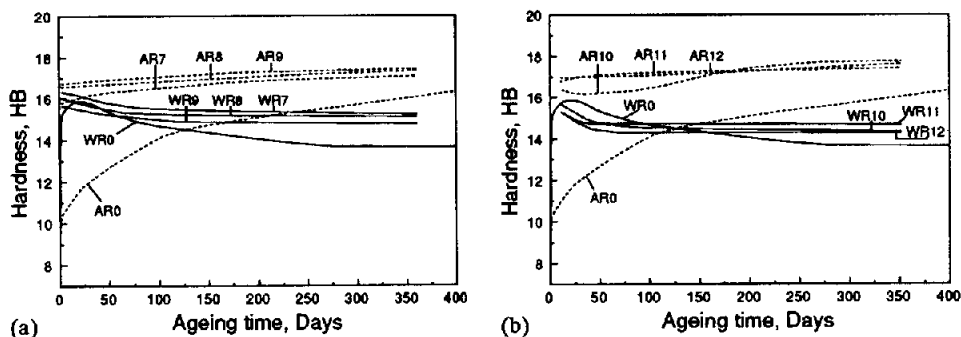 20
18
16
14
12
10
8
Hardness, HB
AR7 AR8 AR9
WR9 WR8 WR7
WR0
AR0
0 50 100 150 200 250 300 350 400
Ageing time, Days
(a)
20
18
16
14
12
10
8
Hardness, HB
AR10 AR11 AR12
WR0
WR11
WR10
WR12
AR0
0 50 100 150 200 250 300 350 400
Ageing time, Days
(b)